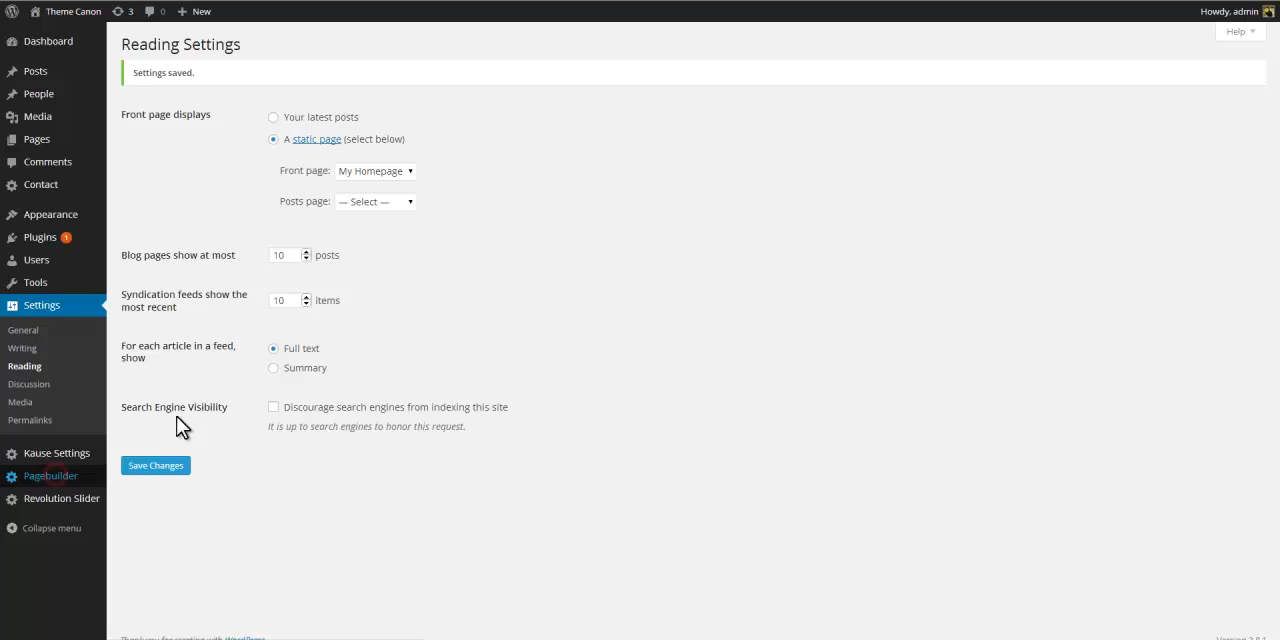 Theme Canon 3 0 New Howdy, admin
Help
Dashboard
Posts
People
Media
Pages
Comments
Contact
Appearance
Plugins 1
Users
Tools
Settings
General
Writing
Reading
Discussion
Media
Permalinks
Kause Settings
Pagebuilder
Revolution Slider
Collapse menu
Reading Settings
Settings saved.
Front page displays
Your latest posts
A static page (select below)
Front page: My Homepage
Posts page: — Select —
Blog pages show at most 10 posts
Syndication feeds show the
most recent
10 items
For each article in a feed,
show
Full text
Summary
Search Engine Visibility
Discourage search engines from indexing this site
It is up to search engines to honor this request.
Save Changes
Thank you for creating with WordPress
Version 3.8.1